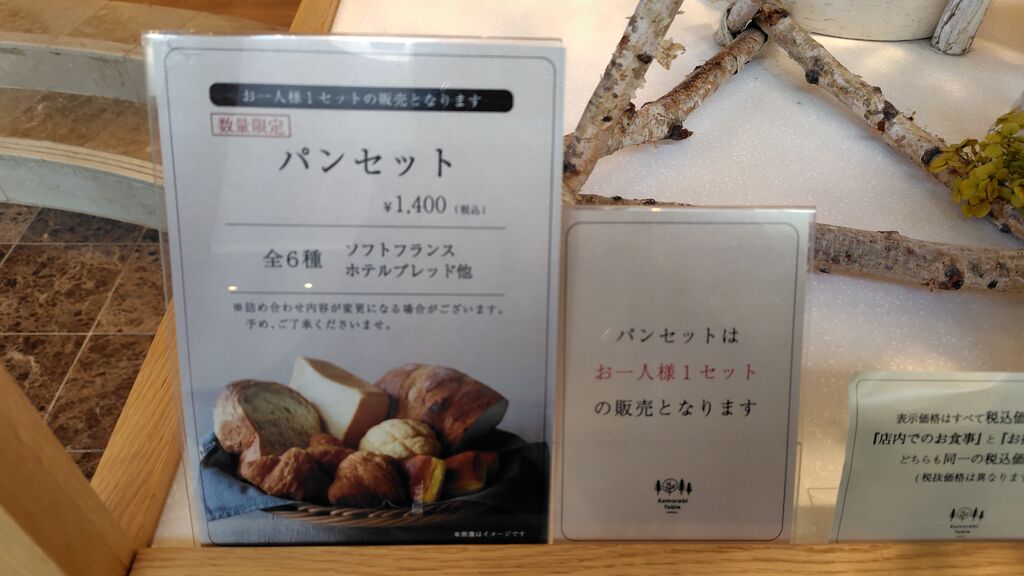 お一人様1セットの販売となります
数量限定
パンセット
¥1,400(税込)
全6種
ソフトフランス
ホテルブレッド他
※詰め合わせ内容が変更になる場合がございます。
予め、ご了承くださいませ。
※画像はイメージです
パンセットは
お一人様1セット
の販売となります
Komorebi
Table
表示価格はすべて税込価
「店内でのお食事」と「お
どちらも同一の税込価
(税抜価格は異なりま
Komorebi
Table